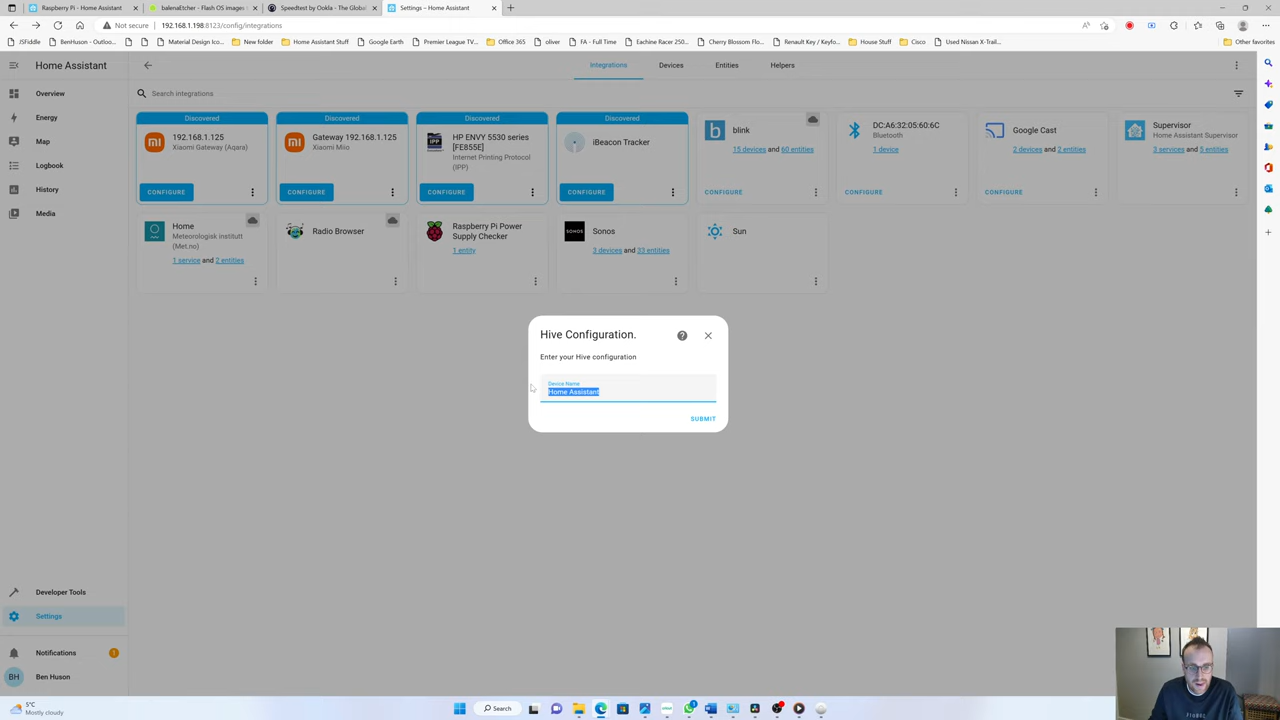 Raspberry Pi - Home Assistant
balenaEtcher - Flash OS images
Speedtest by Ookla - The Global
Settings – Home Assistant
Not secure
192.168.1.198:8123/config/integrations
JSFiddle
BenHuson - Outloo...
Material Design Ico...
New folder
Home Assistant Stuff
Google Earth
Premier League TV...
Office 365
oliver
FA - Full Time
Eachine Racer 250...
Cherry Blossom Flo...
Renault Key / Keyfo...
House Stuff
Cisco
Used Nissan X-Trail...
Other favorites
Home Assistant
Integrations
Devices
Entities
Helpers
Overview
Energy
Map
Logbook
History
Media
Search integrations
Discovered
192.168.1.125
Xiaomi Gateway (Aqara)
CONFIGURE
Discovered
Gateway 192.168.1.125
Xiaomi Miio
CONFIGURE
Discovered
IPP
HP ENVY 5530 series
[FE855E]
Internet Printing Protocol
(IPP)
CONFIGURE
Discovered
iBeacon Tracker
CONFIGURE
blink
15 devices and 60 entities
CONFIGURE
DC:A6:32:05:60:6C
Bluetooth
1 device
CONFIGURE
Google Cast
2 devices and 2 entities
CONFIGURE
Supervisor
Home Assistant Supervisor
3 services and 5 entities
Home
Meteorologisk institutt
(Met.no)
1 service and 2 entities
Radio Browser
Raspberry Pi Power
Supply Checker
1 entity
SONOS
Sonos
3 devices and 33 entities
Sun
Hive Configuration.
Enter your Hive configuration
Device Name
Home Assistant
SUBMIT
Developer Tools
Settings
Notifications
1
BH
Ben Huson
5°C
Mostly cloudy
Search